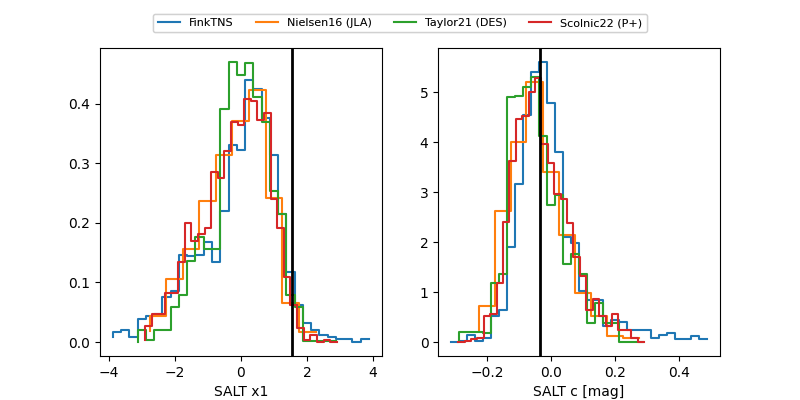 FinkTNS Nielsen16 (JLA) Taylor21 (DES) Scolnic22 (P+)
0.4
0.3
0.2
0.1
0.0
−4 −2 0 2 4
SALT x1
5
4
3
2
1
0
−0.2 0.0 0.2 0.4
SALT c [mag]